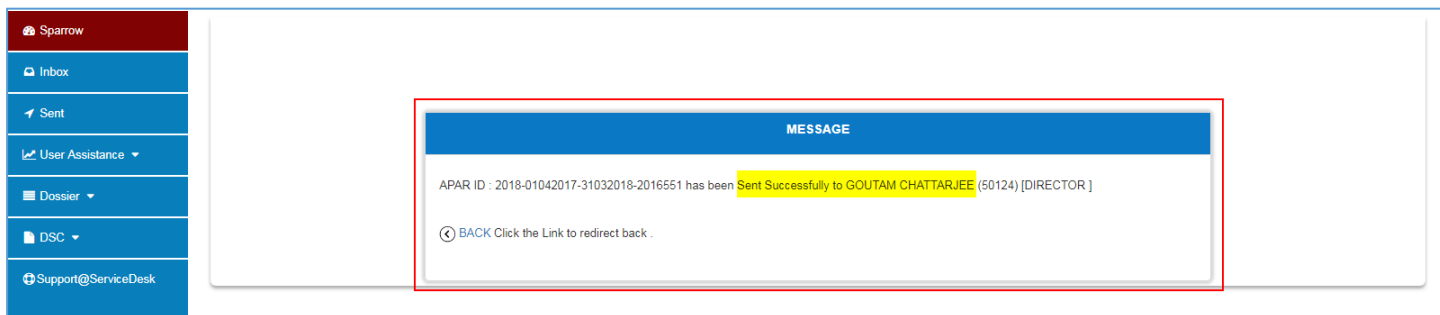 Sparrow
Inbox
Sent
User Assistance
Dossier
DSC
Support@ServiceDesk
MESSAGE
APAR ID : 2018-01042017-31032018-2016551 has been Sent Successfully to GOUTAM CHATTARJEE (50124) [DIRECTOR ]
BACK Click the Link to redirect back .